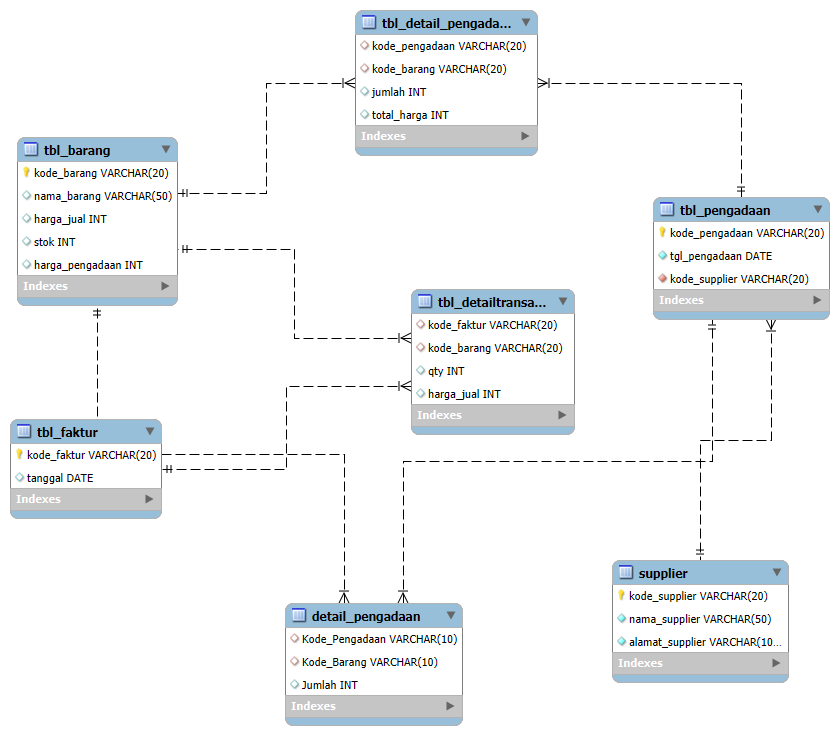 tbl_detail_pengada...
kode_pengadaan VARCHAR(20)
kode_barang VARCHAR(20)
jumlah INT
total_harga INT
Indexes
tbl_barang
kode_barang VARCHAR(20)
nama_barang VARCHAR(50)
harga_jual INT
stok INT
harga_pengadaan INT
Indexes
tbl_pengadaan
kode_pengadaan VARCHAR(20)
tgl_pengadaan DATE
kode_supplier VARCHAR(20)
Indexes
tbl_detailtransa...
kode_faktur VARCHAR(20)
kode_barang VARCHAR(20)
qty INT
harga_jual INT
Indexes
tbl_faktur
kode_faktur VARCHAR(20)
tanggal DATE
Indexes
supplier
kode_supplier VARCHAR(20)
nama_supplier VARCHAR(50)
alamat_supplier VARCHAR(10...
Indexes
detail_pengadaan
Kode_Pengadaan VARCHAR(10)
Kode_Barang VARCHAR(10)
Jumlah INT
Indexes